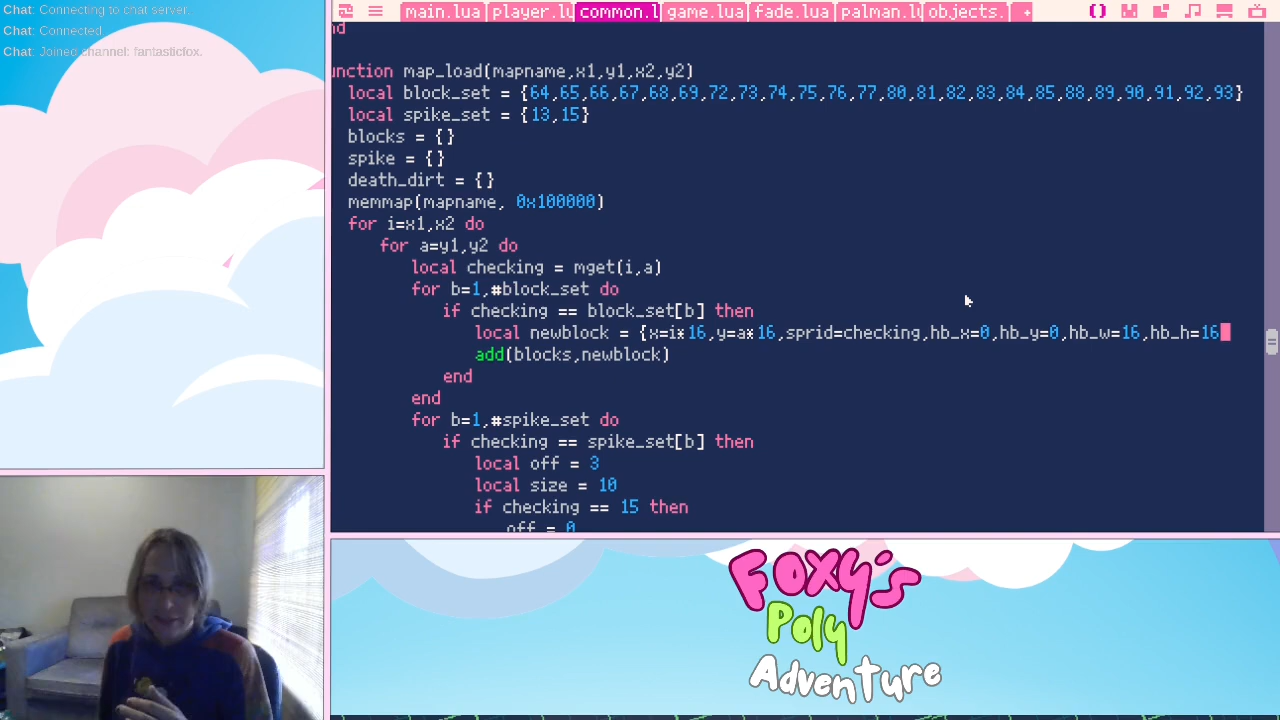 Chat: Connecting to chat server.
Chat: Connected
Chat: Joined channel: fantasticfox.
main.lua player.lu common.l game.lua fade.lua palman.lu objects. +
nd
unction map_load(mapname,x1,y1,x2,y2)
local block_set = {64,65,66,67,68,69,72,73,74,75,76,77,80,81,82,83,84,85,88,89,90,91,92,93}
local spike_set = {13,15}
blocks = {}
spike = {}
death_dirt = {}
memmap(mapname, 0x100000)
for i=x1,x2 do
for a=y1,y2 do
local checking = mget(i,a)
for b=1,#block_set do
if checking == block_set[b] then
local newblock = {x=i*16,y=a*16,sprid=checking,hb_x=0,hb_y=0,hb_w=16,hb_h=16
add(blocks,newblock)
end
end
for b=1,#spike_set do
if checking == spike_set[b] then
local off = 3
local size = 10
if checking == 15 then
off = 0
Foxy's
Poly
Adventure